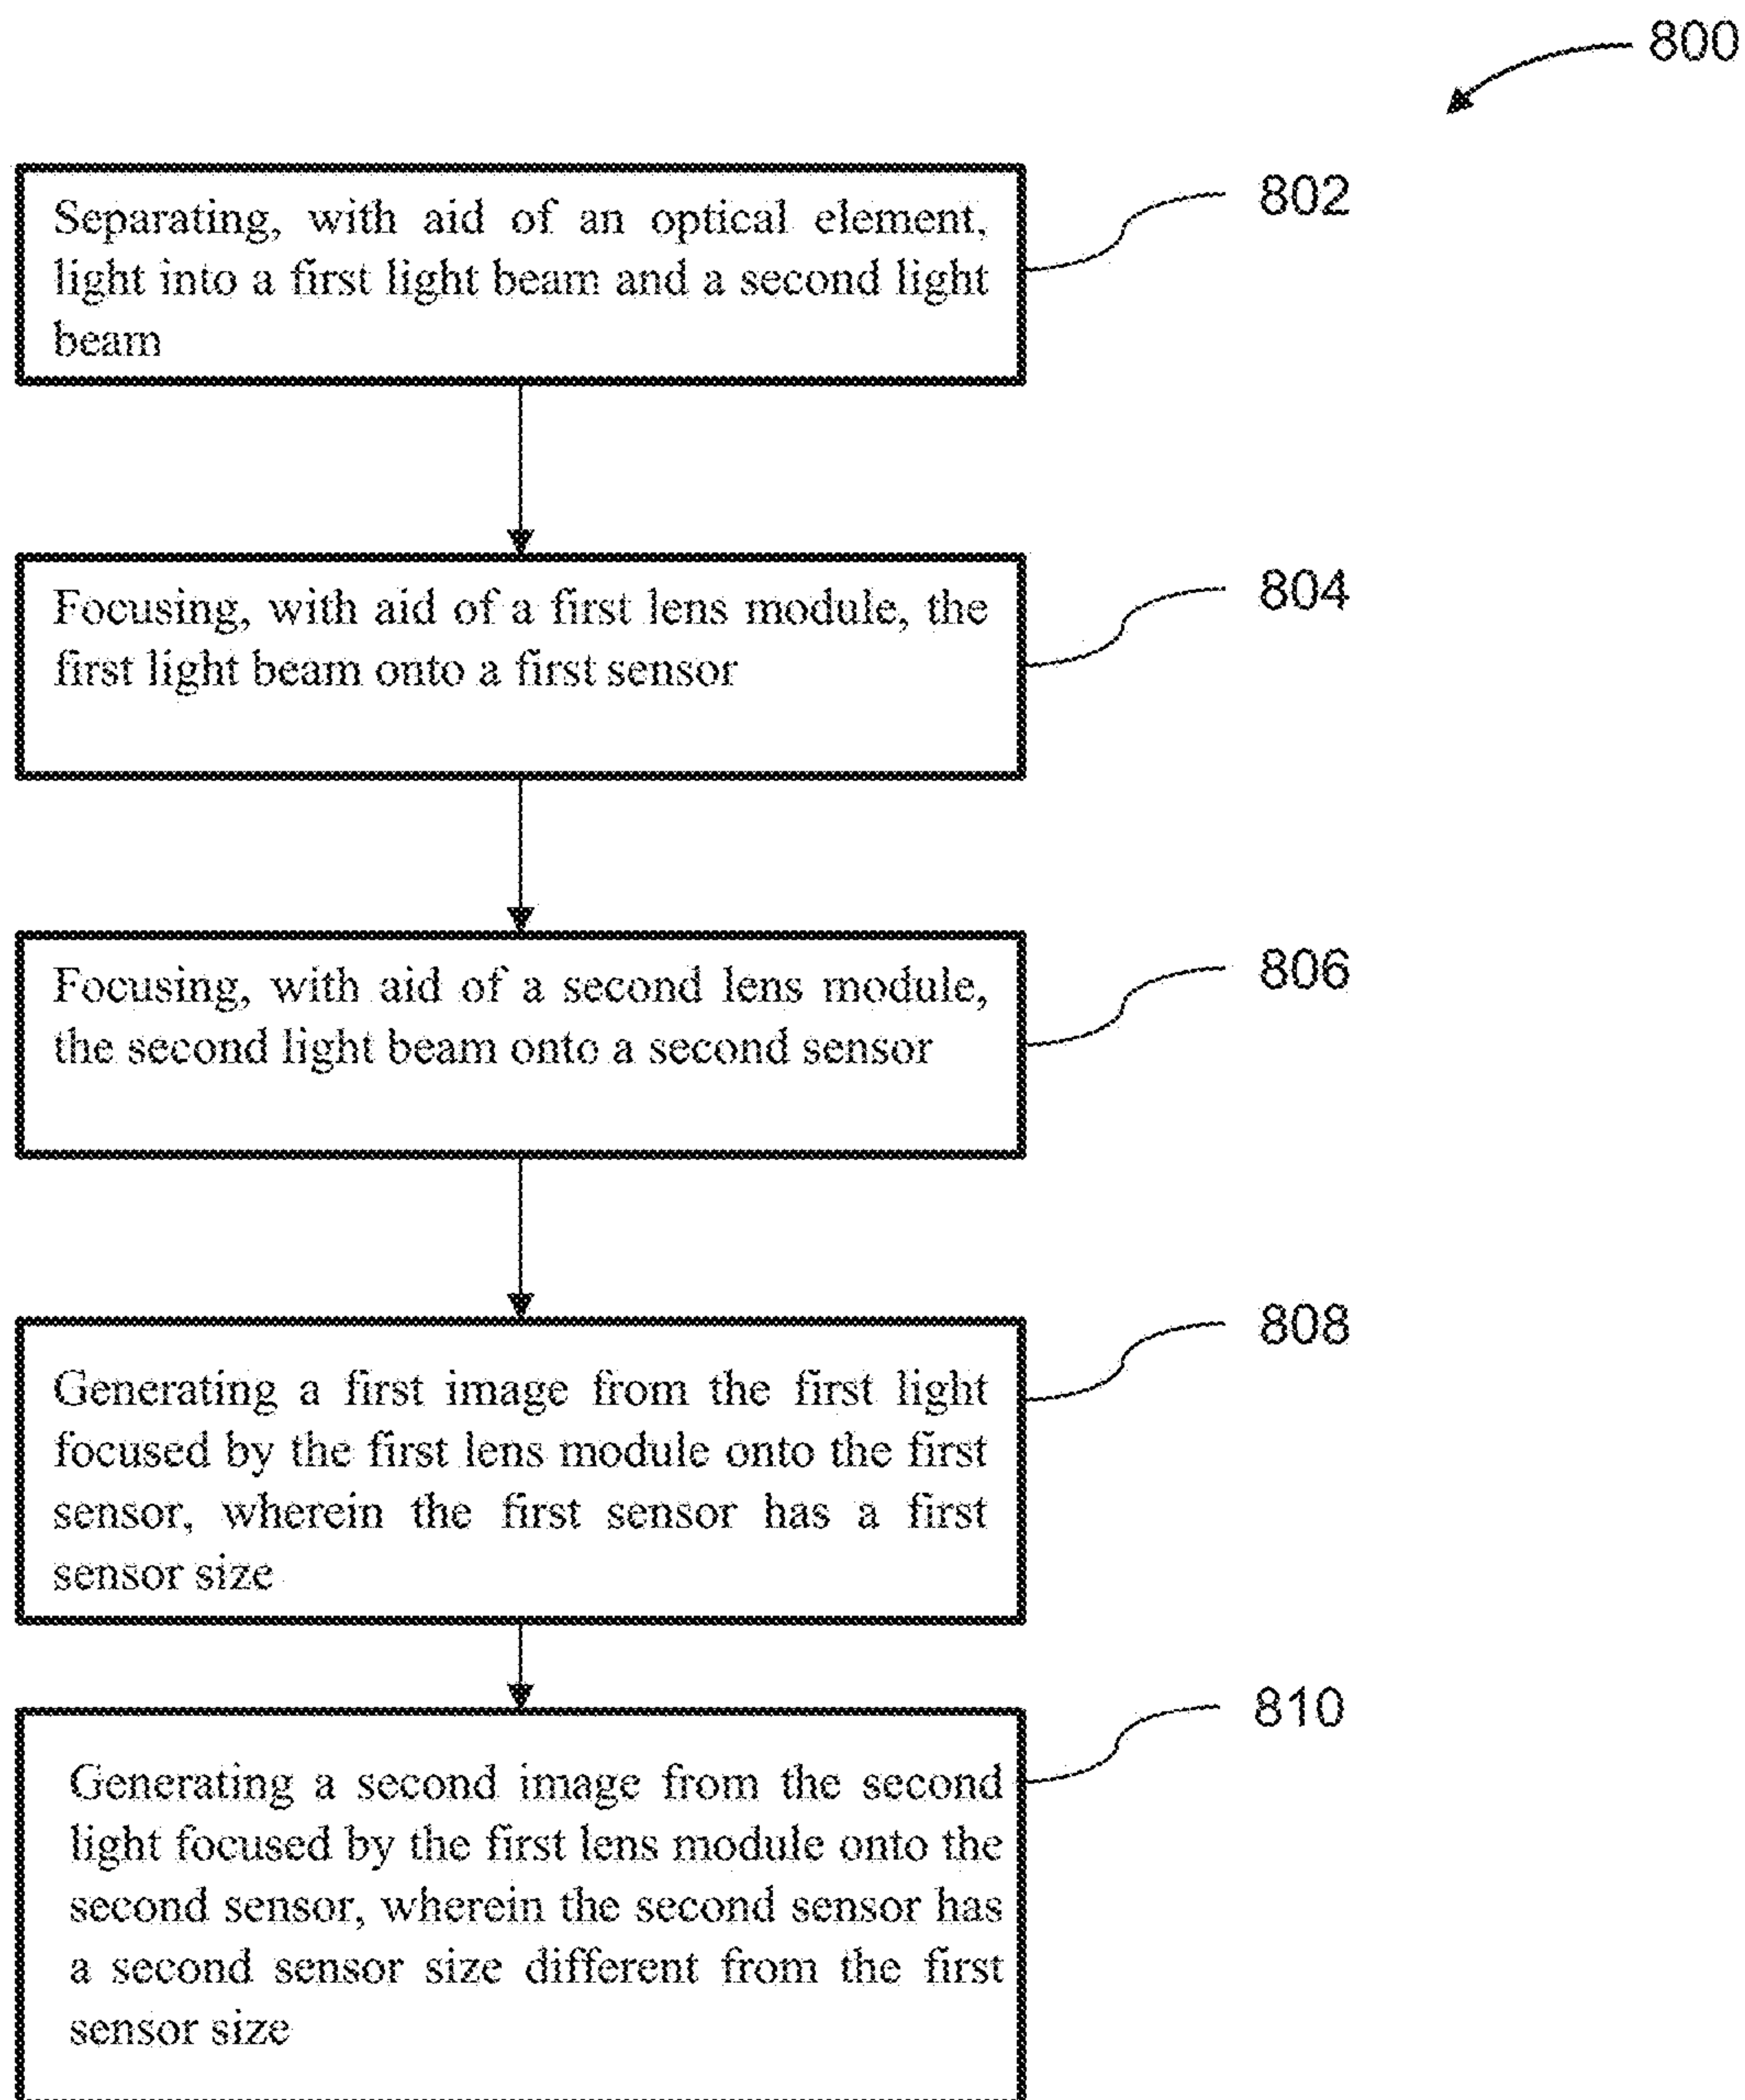 800
802
Separating, with aid of an optical element,
light into a first light beam and a second light
beam
804
Focusing, with aid of a first lens module, the
first light beam onto a first sensor
806
Focusing, with aid of a second lens module,
the second light beam onto a second sensor
808
Generating a first image from the first light
focused by the first lens module onto the first
sensor, wherein the first sensor has a first
sensor size
810
Generating a second image from the second
light focused by the first lens module onto the
second sensor, wherein the second sensor has
a second sensor size different from the first
sensor size